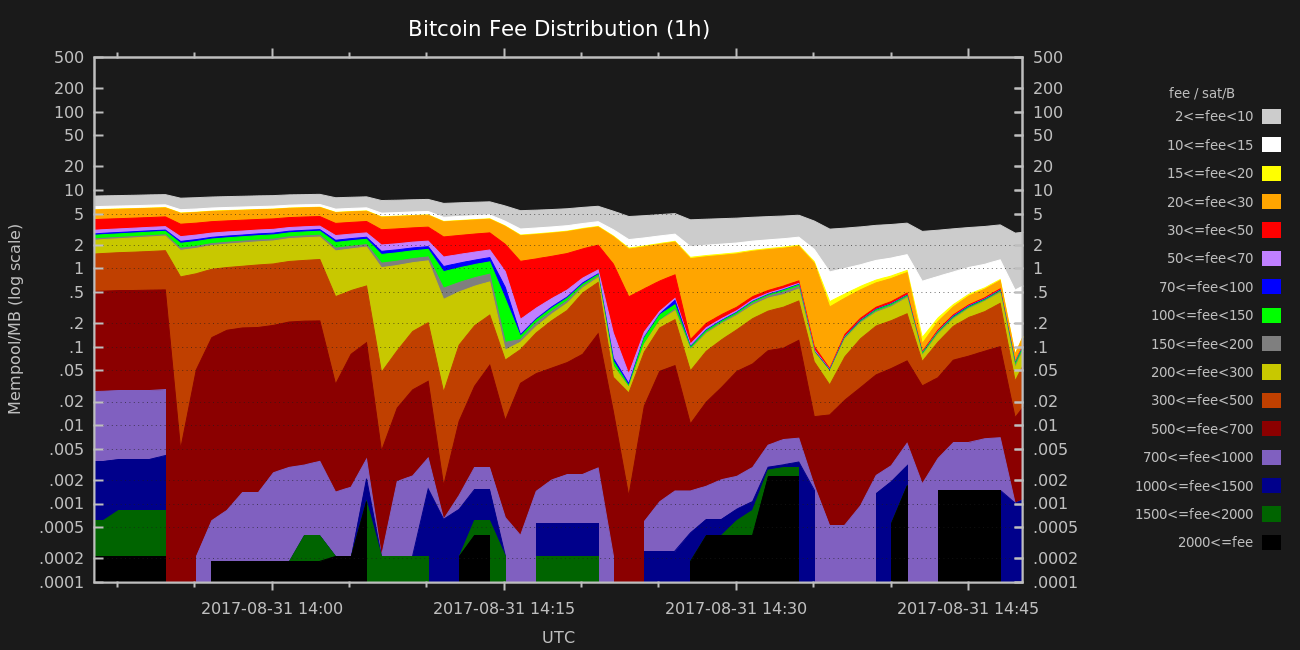 Bitcoin Fee Distribution (1h)
Mempool/MB (log scale)
500
200
100
50
20
10
5
2
1
.5
.2
.1
.05
.02
.01
.005
.002
.001
.0005
.0002
.0001
500
200
100
50
20
10
5
2
1
.5
.2
.1
.05
.02
.01
.005
.002
.001
.0005
.0002
.0001
2017-08-31 14:00
2017-08-31 14:15
2017-08-31 14:30
2017-08-31 14:45
UTC
fee / sat/B
2<=fee<10
10<=fee<15
15<=fee<20
20<=fee<30
30<=fee<50
50<=fee<70
70<=fee<100
100<=fee<150
150<=fee<200
200<=fee<300
300<=fee<500
500<=fee<700
700<=fee<1000
1000<=fee<1500
1500<=fee<2000
2000<=fee